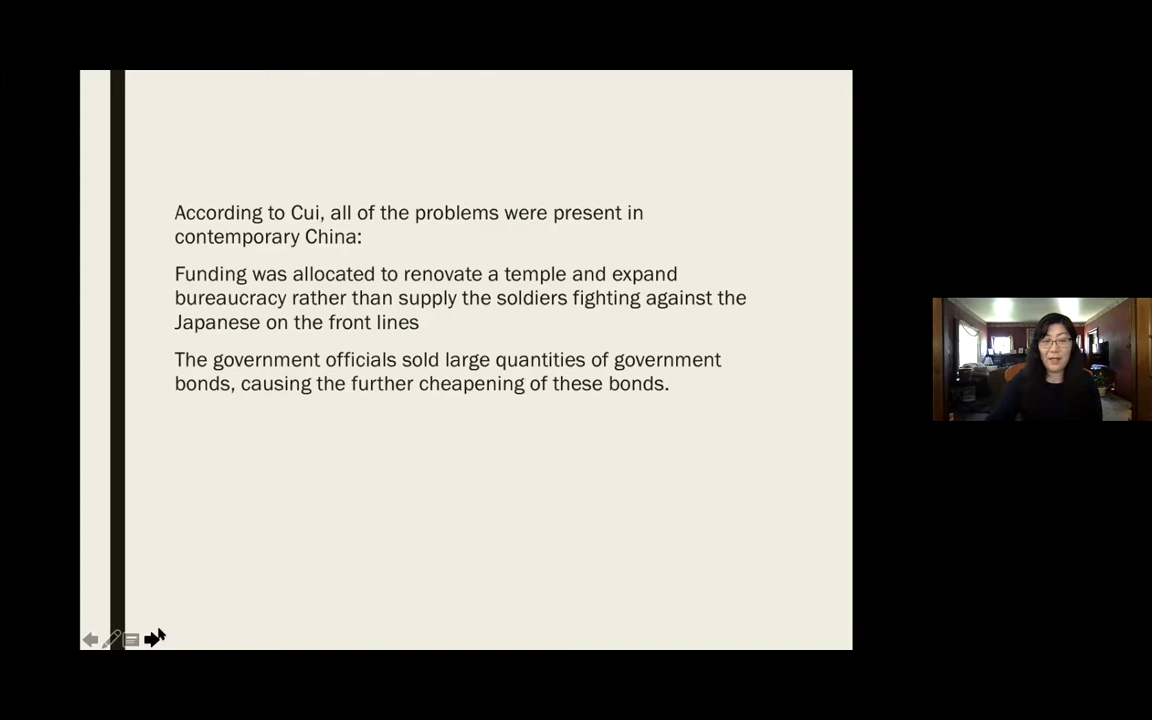 According to Cui, all of the problems were present in
contemporary China:
Funding was allocated to renovate a temple and expand
bureaucracy rather than supply the soldiers fighting against the
Japanese on the front lines
The government officials sold large quantities of government
bonds, causing the further cheapening of these bonds.